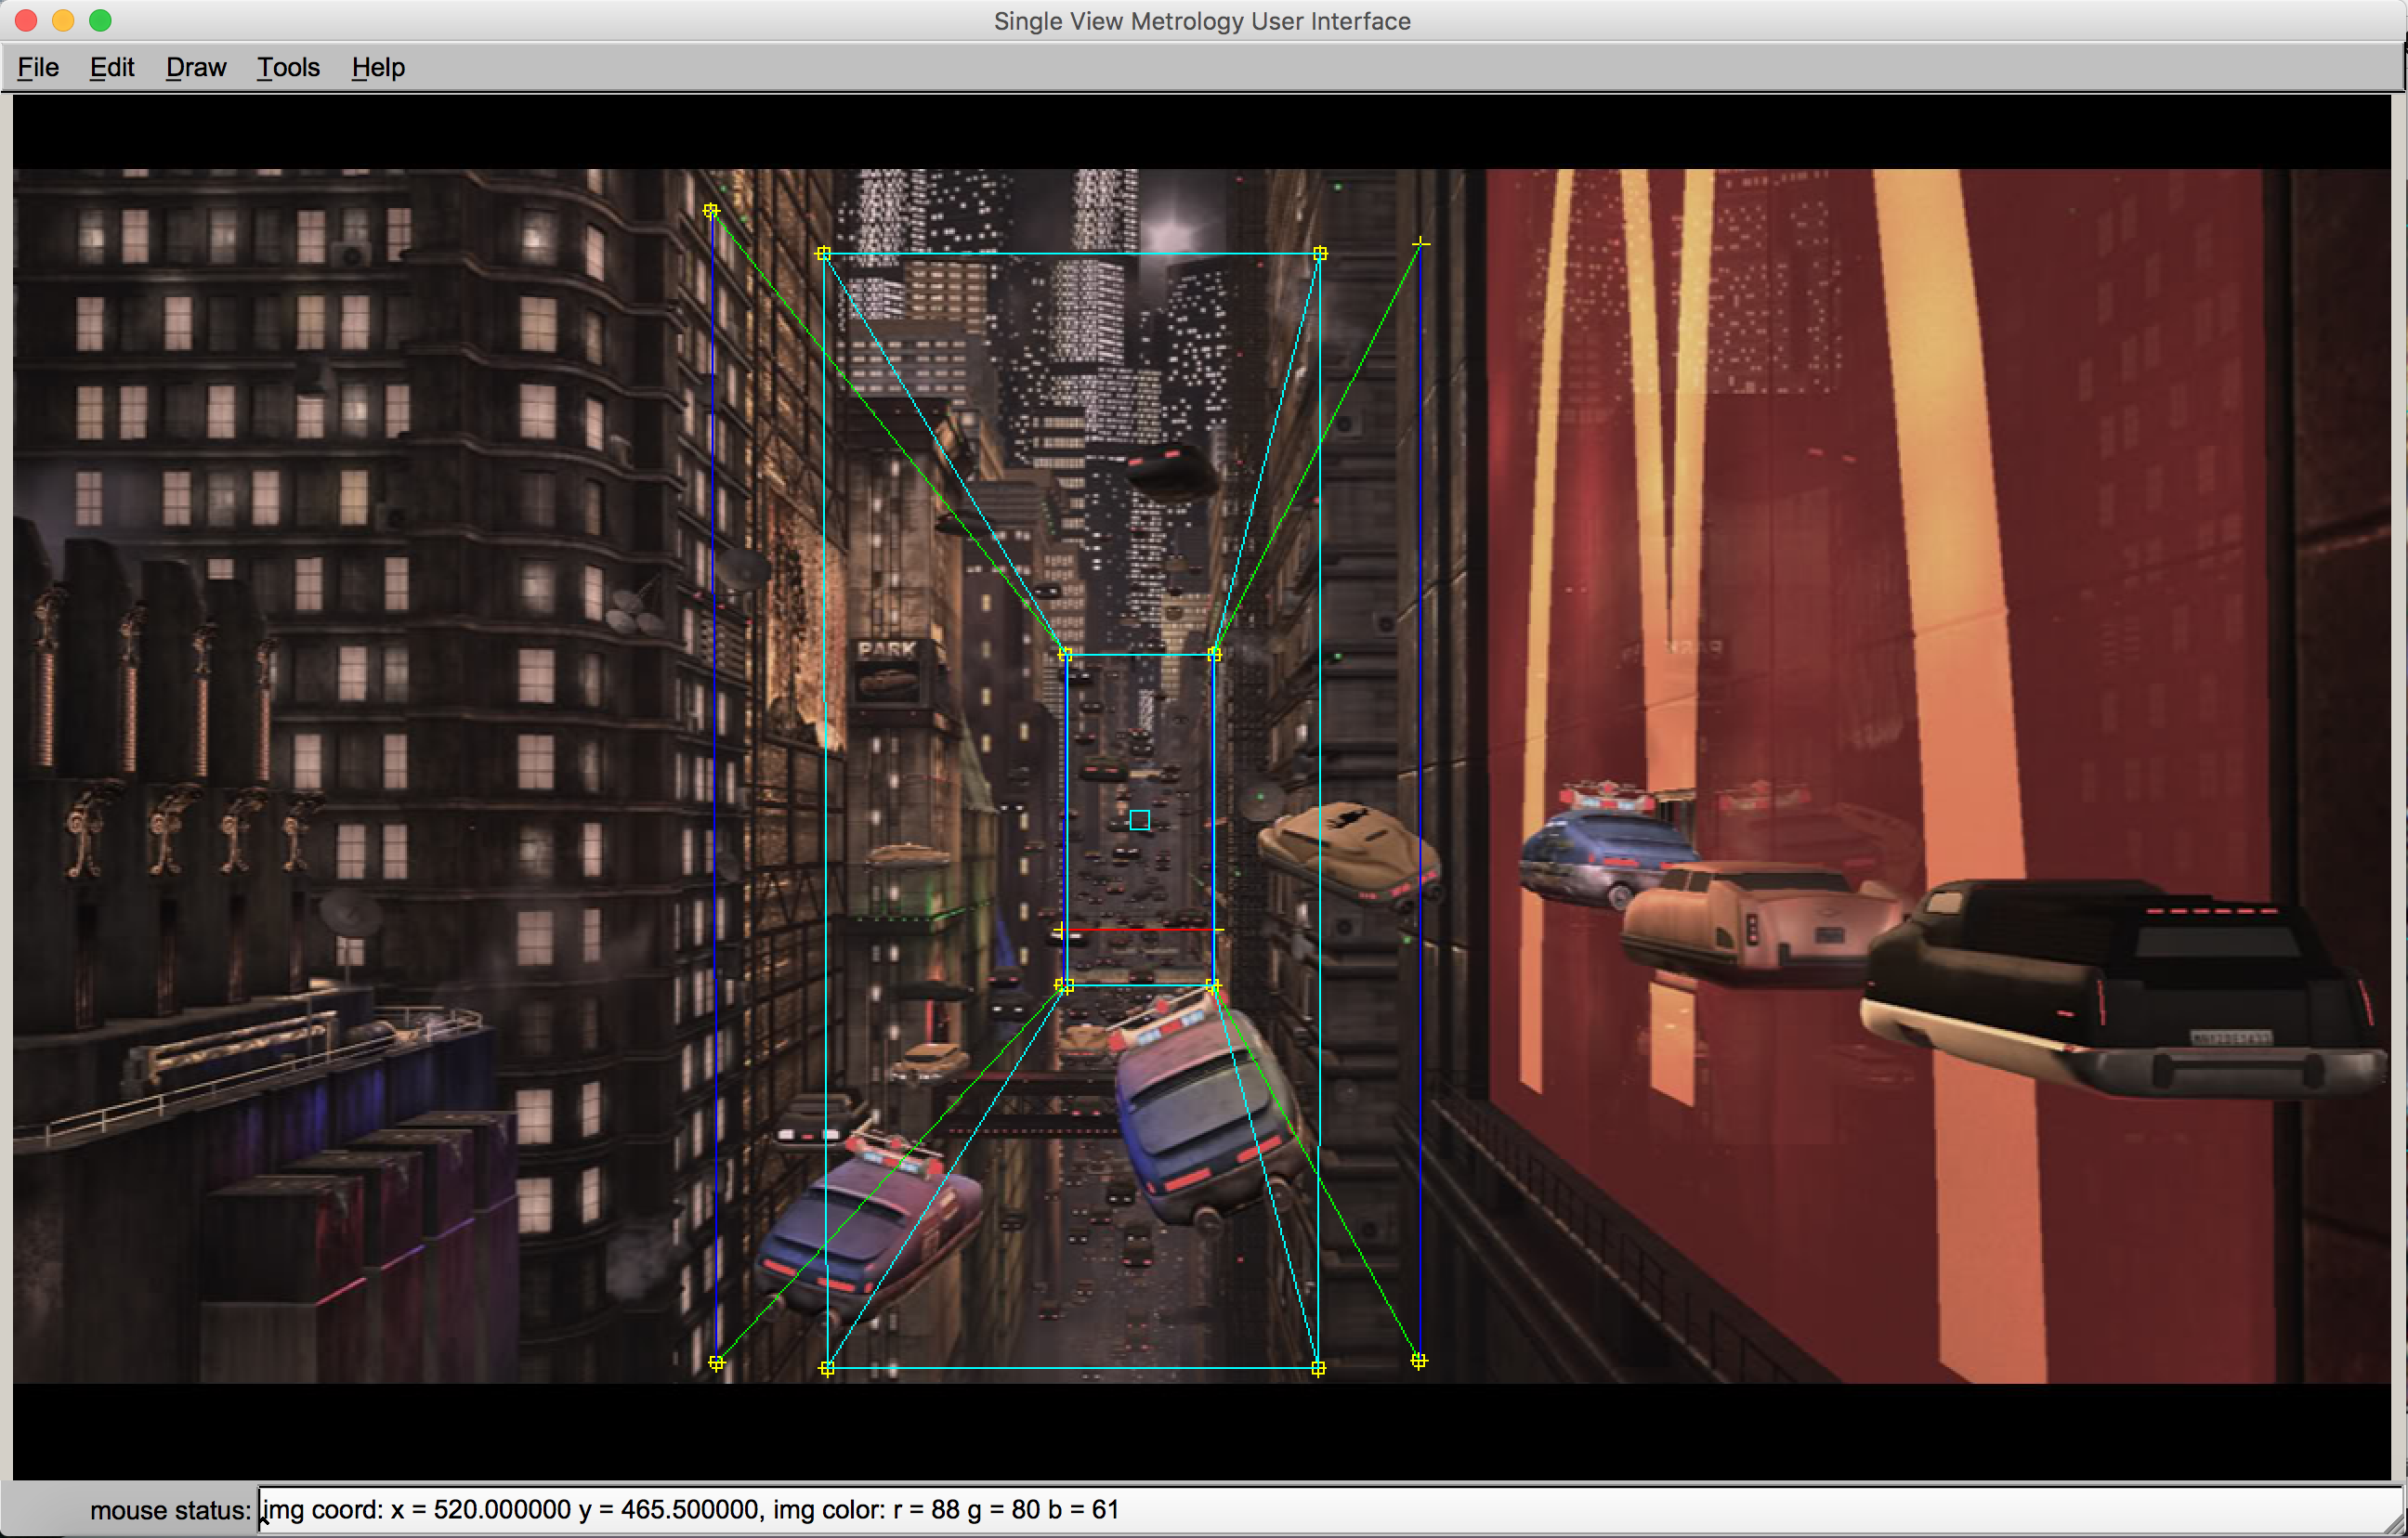 Single View Metrology User Interface
File Edit Draw Tools Help
PARK
mouse status: img coord: x = 520.000000 y = 465.500000, img color: r = 88 g = 80 b = 61